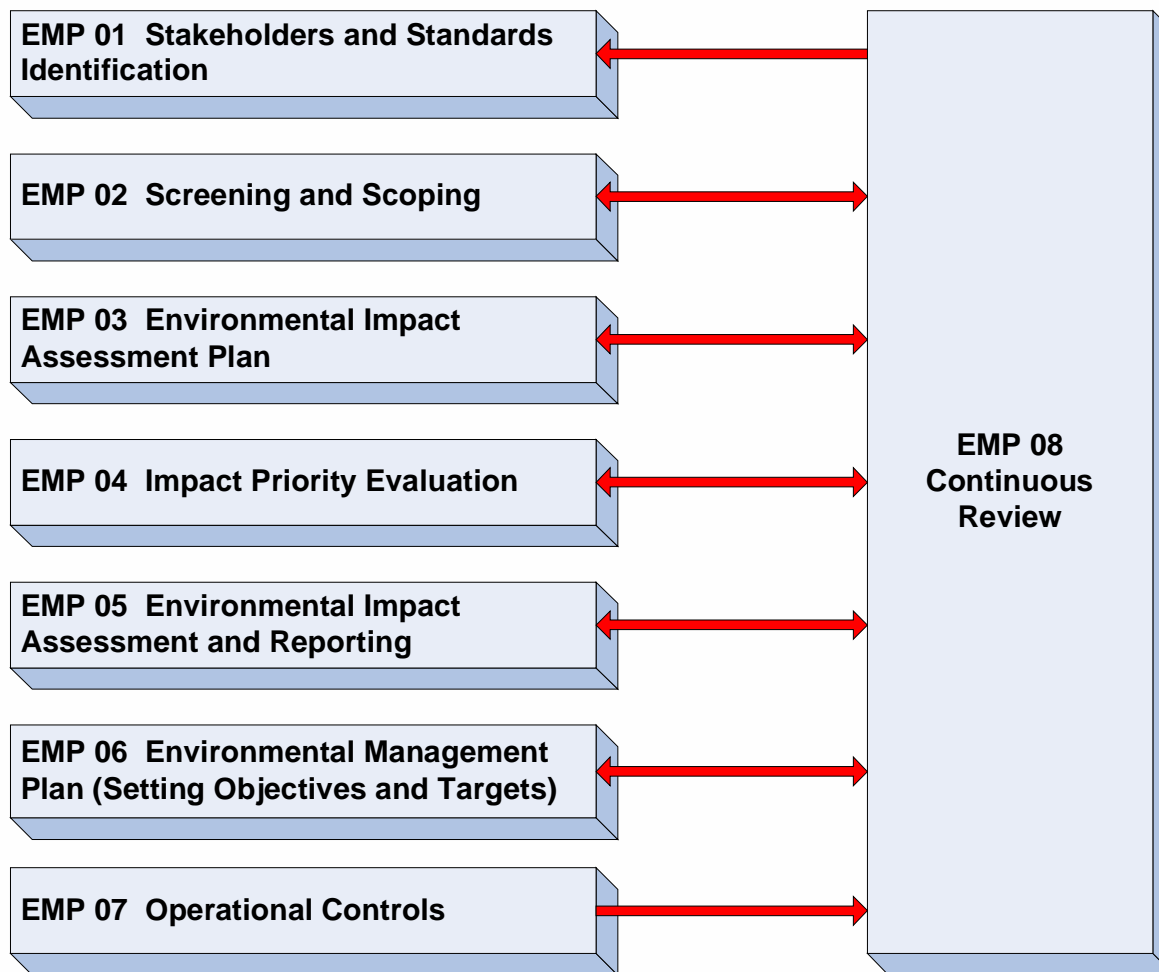 EMP 01  Stakeholders and Standards
Identification
EMP 02  Screening and Scoping
EMP 03  Environmental Impact
Assessment Plan
EMP 04  Impact Priority Evaluation
EMP 05  Environmental Impact
Assessment and Reporting
EMP 06  Environmental Management
Plan (Setting Objectives and Targets)
EMP 07  Operational Controls
EMP 08
Continuous
Review